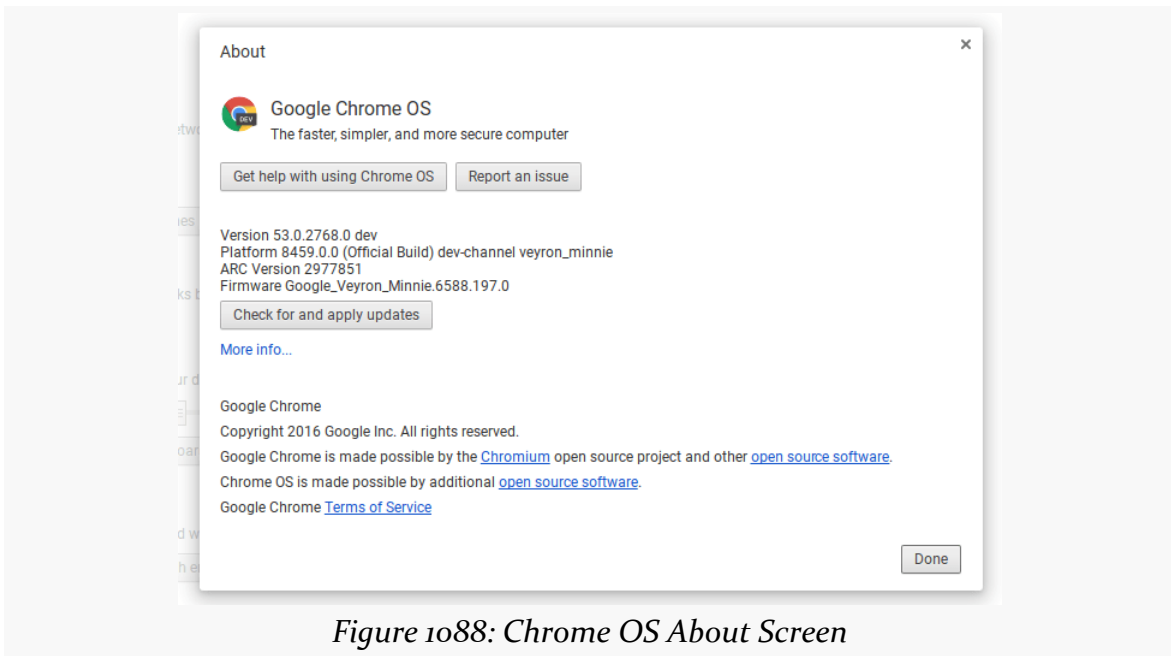 About
×
Google Chrome OS
DEV
The faster, simpler, and more secure computer
Get help with using Chrome OS Report an issue
Version 53.0.2768.0 dev
Platform 8459.0.0 (Official Build) dev-channel veyron_minnie
ARC Version 2977851
Firmware Google_Veyron_Minnie.6588.197.0
Check for and apply updates
More info...
Google Chrome
Copyright 2016 Google Inc. All rights reserved.
Google Chrome is made possible by the Chromium open source project and other open source software.
Chrome OS is made possible by additional open source software.
Google Chrome Terms of Service
Done
Figure 1088: Chrome OS About Screen